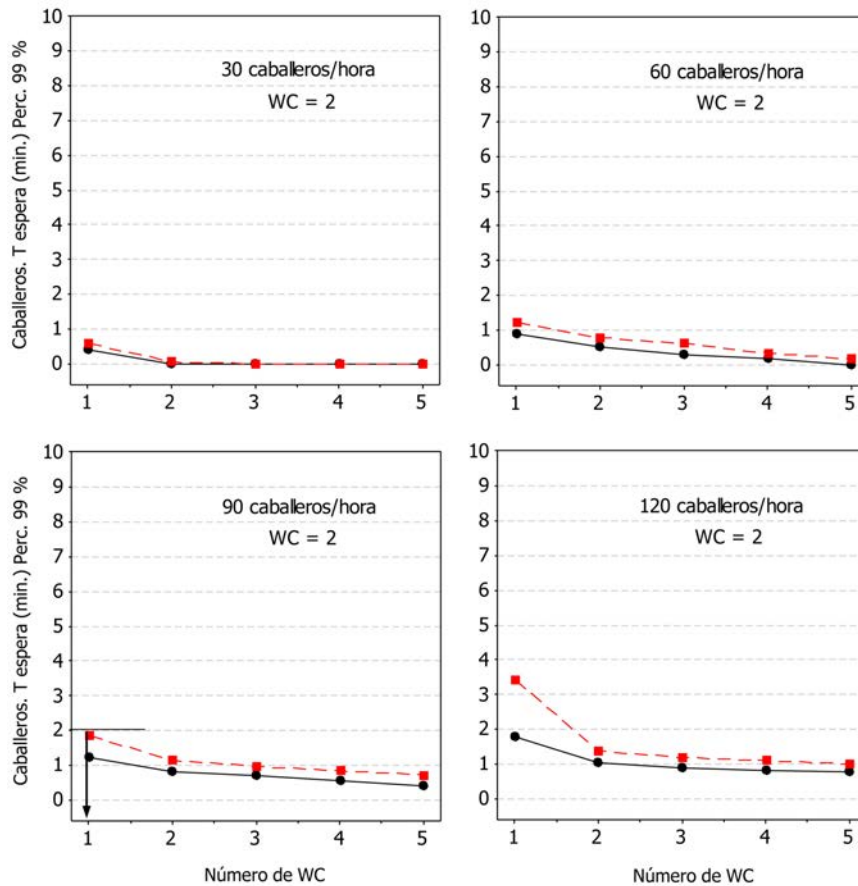 Caballeros. T espera (min.) Perc. 99 %
10
9
8
7
6
5
4
3
2
1
0
30 caballeros/hora
WC = 2
1 2 3 4 5
10
9
8
7
6
5
4
3
2
1
0
60 caballeros/hora
WC = 2
1 2 3 4 5
Caballeros. T espera (min.) Perc. 99 %
10
9
8
7
6
5
4
3
2
1
0
90 caballeros/hora
WC = 2
1 2 3 4 5
Número de WC
10
9
8
7
6
5
4
3
2
1
0
120 caballeros/hora
WC = 2
1 2 3 4 5
Número de WC